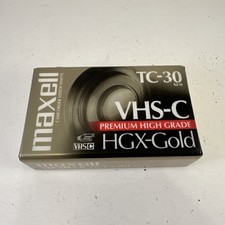 maxell
TC-30
VHS-C
PREMIUM HIGH GRADE
HGX-Gold
VHS C